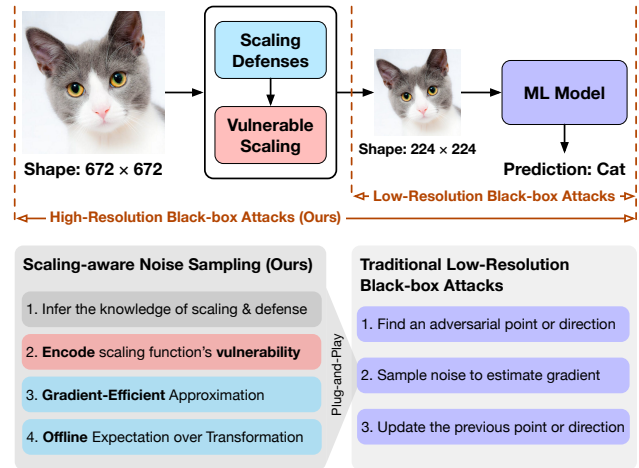 Scaling
Defenses
Vulnerable
Scaling
ML Model
Shape: 672 × 672
Shape: 224 × 224
Prediction: Cat
Low-Resolution Black-box Attacks
High-Resolution Black-box Attacks (Ours)
Scaling-aware Noise Sampling (Ours)
1. Infer the knowledge of scaling & defense
2. Encode scaling function's vulnerability
3. Gradient-Efficient Approximation
4. Offline Expectation over Transformation
Plug-and-Play
Traditional Low-Resolution
Black-box Attacks
1. Find an adversarial point or direction
2. Sample noise to estimate gradient
3. Update the previous point or direction